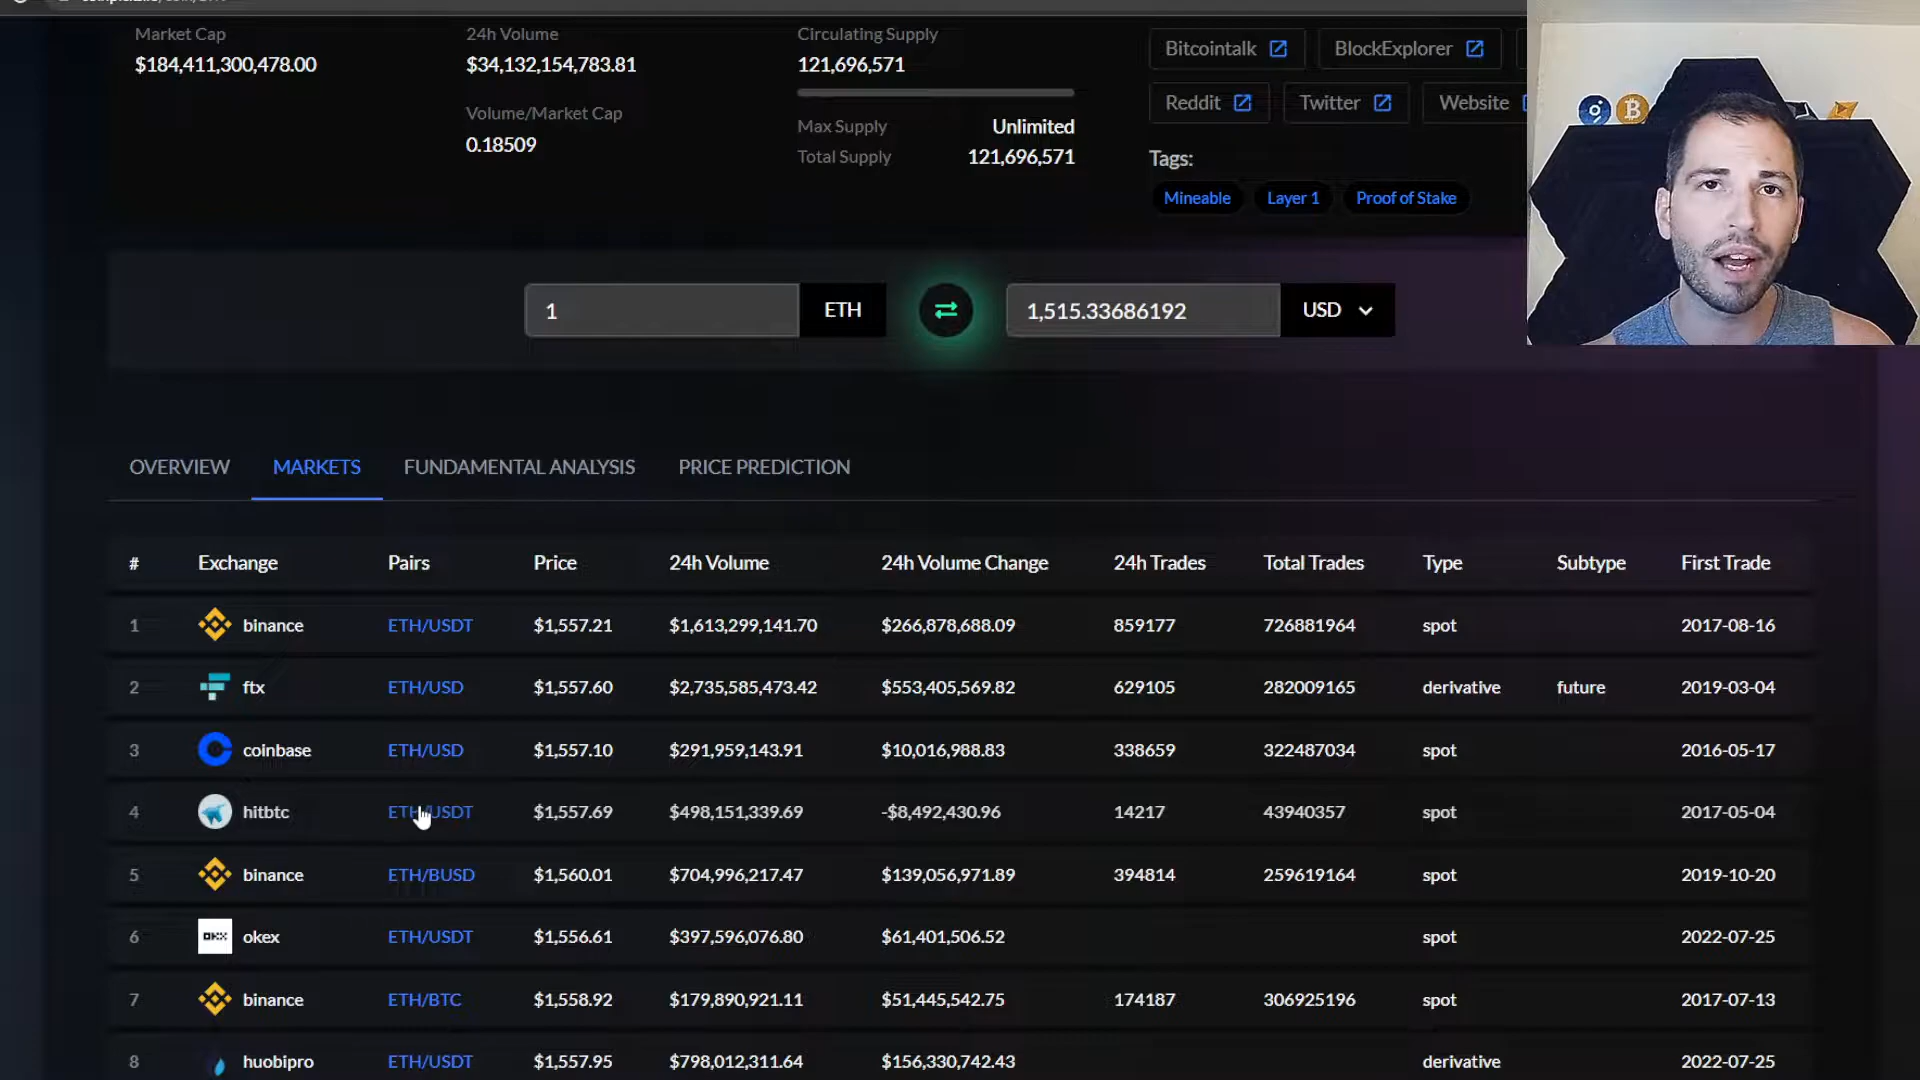 Market Cap
$184,411,300,478.00
24h Volume
$34,132,154,783.81
Volume/Market Cap
0.18509
Circulating Supply
121,696,571
Max Supply Unlimited
Total Supply 121,696,571
Bitcointalk BlockExplorer
Reddit Twitter Website
Tags:
Mineable Layer 1 Proof of Stake
1 ETH 1,515.33686192 USD
OVERVIEW MARKETS FUNDAMENTAL ANALYSIS PRICE PREDICTION
# Exchange Pairs Price 24h Volume 24h Volume Change 24h Trades Total Trades Type Subtype First Trade
1 binance ETH/USDT $1,557.21 $1,613,299,141.70 $266,878,688.09 859177 726881964 spot 2017-08-16
2 ftx ETH/USD $1,557.60 $2,735,585,473.42 $553,405,569.82 629105 282009165 derivative future 2019-03-04
3 coinbase ETH/USD $1,557.10 $291,959,143.91 $10,016,988.83 338659 322487034 spot 2016-05-17
4 hitbtc ETH/USDT $1,557.69 $498,151,339.69 -$8,492,430.96 14217 43940357 spot 2017-05-04
5 binance ETH/BUSD $1,560.01 $704,996,217.47 $139,056,971.89 394814 259619164 spot 2019-10-20
6 OKX okex ETH/USDT $1,556.61 $397,596,076.80 $61,401,506.52 spot 2022-07-25
7 binance ETH/BTC $1,558.92 $179,890,921.11 $51,445,542.75 174187 306925196 spot 2017-07-13
8 huobipro ETH/USDT $1,557.95 $798,012,311.64 $156,330,742.43 derivative 2022-07-25